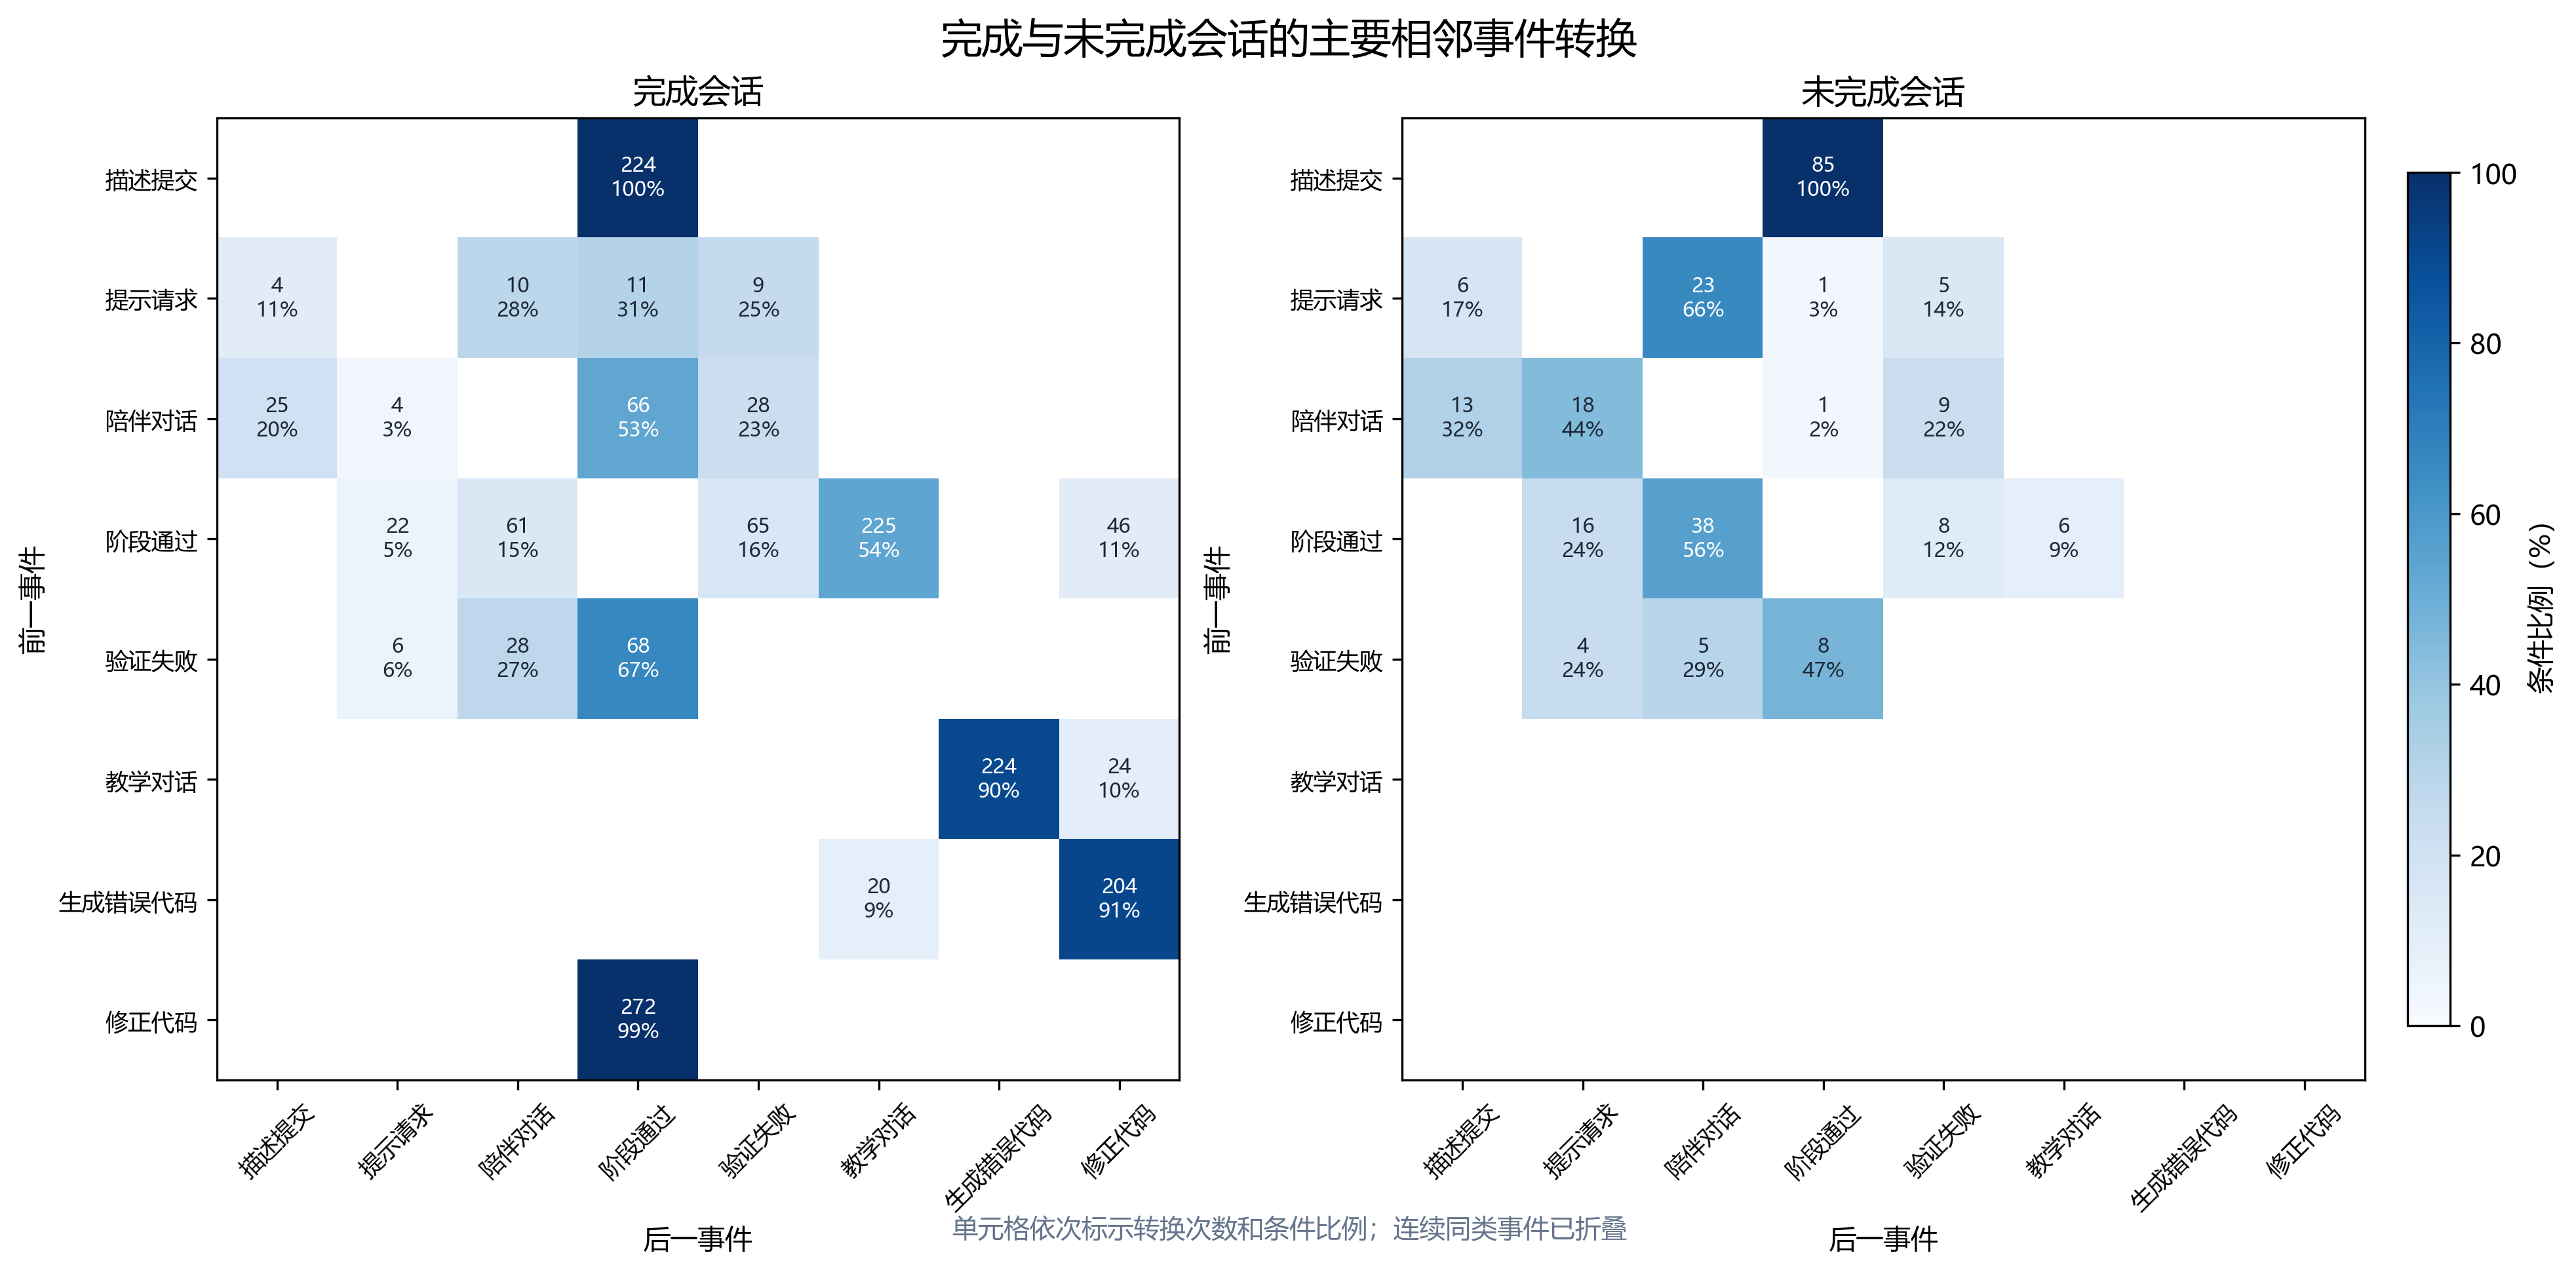 完成与未完成会话的主要相邻事件转换
完成会话
前一事件
描述提交
224
100%
提示请求
4 10 11 9
11% 28% 31% 25%
陪伴对话
25 4 66 28
20% 3% 53% 23%
阶段通过
22 61 65 225 46
5% 15% 16% 54% 11%
验证失败
6 28 68
6% 27% 67%
教学对话
224 24
90% 10%
生成错误代码
20 204
9% 91%
修正代码
272
99%
描述提交 提示请求 陪伴对话 阶段通过 验证失败 教学对话 生成错误代码 修正代码
后一事件
未完成会话
前一事件
描述提交
85
100%
提示请求
6 23 1 5
17% 66% 3% 14%
陪伴对话
13 18 1 9
32% 44% 2% 22%
阶段通过
16 38 8 6
24% 56% 12% 9%
验证失败
4 5 8
24% 29% 47%
教学对话
生成错误代码
修正代码
描述提交 提示请求 陪伴对话 阶段通过 验证失败 教学对话 生成错误代码 修正代码
后一事件
100
80
60
40
20
0
条件比例（%）
单元格依次标示转换次数和条件比例；连续同类事件已折叠